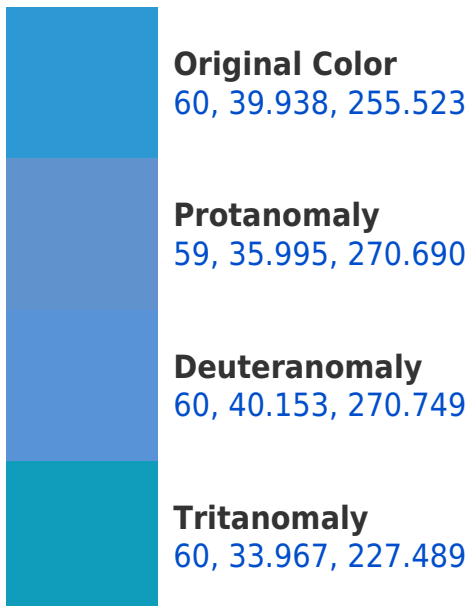 Original Color
60, 39.938, 255.523
Protanomaly
59, 35.995, 270.690
Deuteranomaly
60, 40.153, 270.749
Tritanomaly
60, 33.967, 227.489